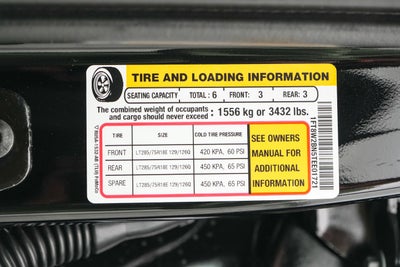 TIRE AND LOADING INFORMATION
SEATING CAPACITY TOTAL : 6 FRONT: 3 REAR: 3
The combined weight of occupants
and cargo should never exceed : 1556 kg or 3432 lbs.
TIRE SIZE COLD TIRE PRESSURE
FRONT LT285/75R18E 129/126Q 420 KPA, 60 PSI
REAR LT285/75R18E 129/126Q 450 KPA, 65 PSI
SPARE LT285/75R18E 129/126Q 450 KPA, 65 PSI
SEE OWNERS
MANUAL FOR
ADDITIONAL
INFORMATION
1FT8W2BN5TEE01721